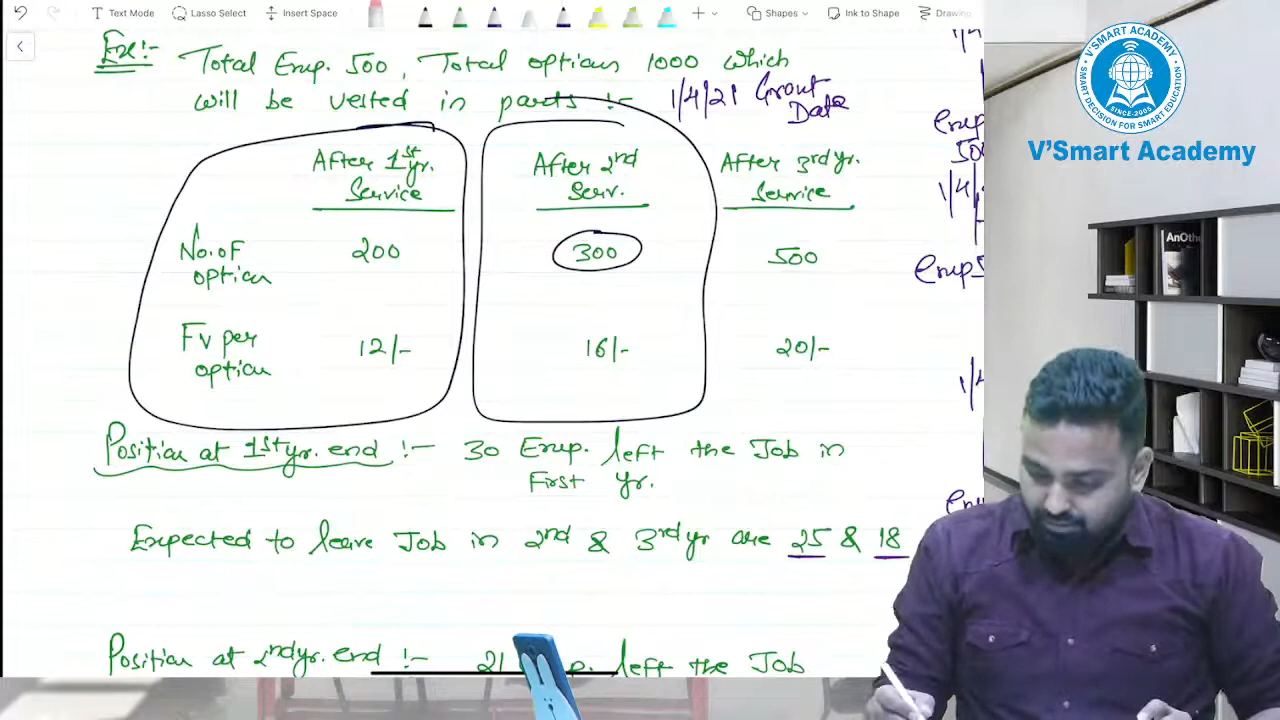 Text Mode
Lasso Select
Insert Space
Shapes
Ink to Shape
Drawing
Ex:-
Total Emp. 500, Total options 1000 which
will be vested in parts :-
1/4/21 Grant
Date
After 1st yr. Service
After 2nd Serv.
After 3rd yr. Service
No. of option
200
300
500
Fv per option
12/-
16/-
20/-
Position at 1st yr. end :- 30 Emp. left the Job in
First yr.
Expected to leave Job in 2nd & 3rd yr are 25 & 18
Position at 2nd yr. end :- 21 left the Job
V'SMART ACADEMY
SMART DECISION FOR SMART EDUCATION
SINCE-2005
V'Smart Academy